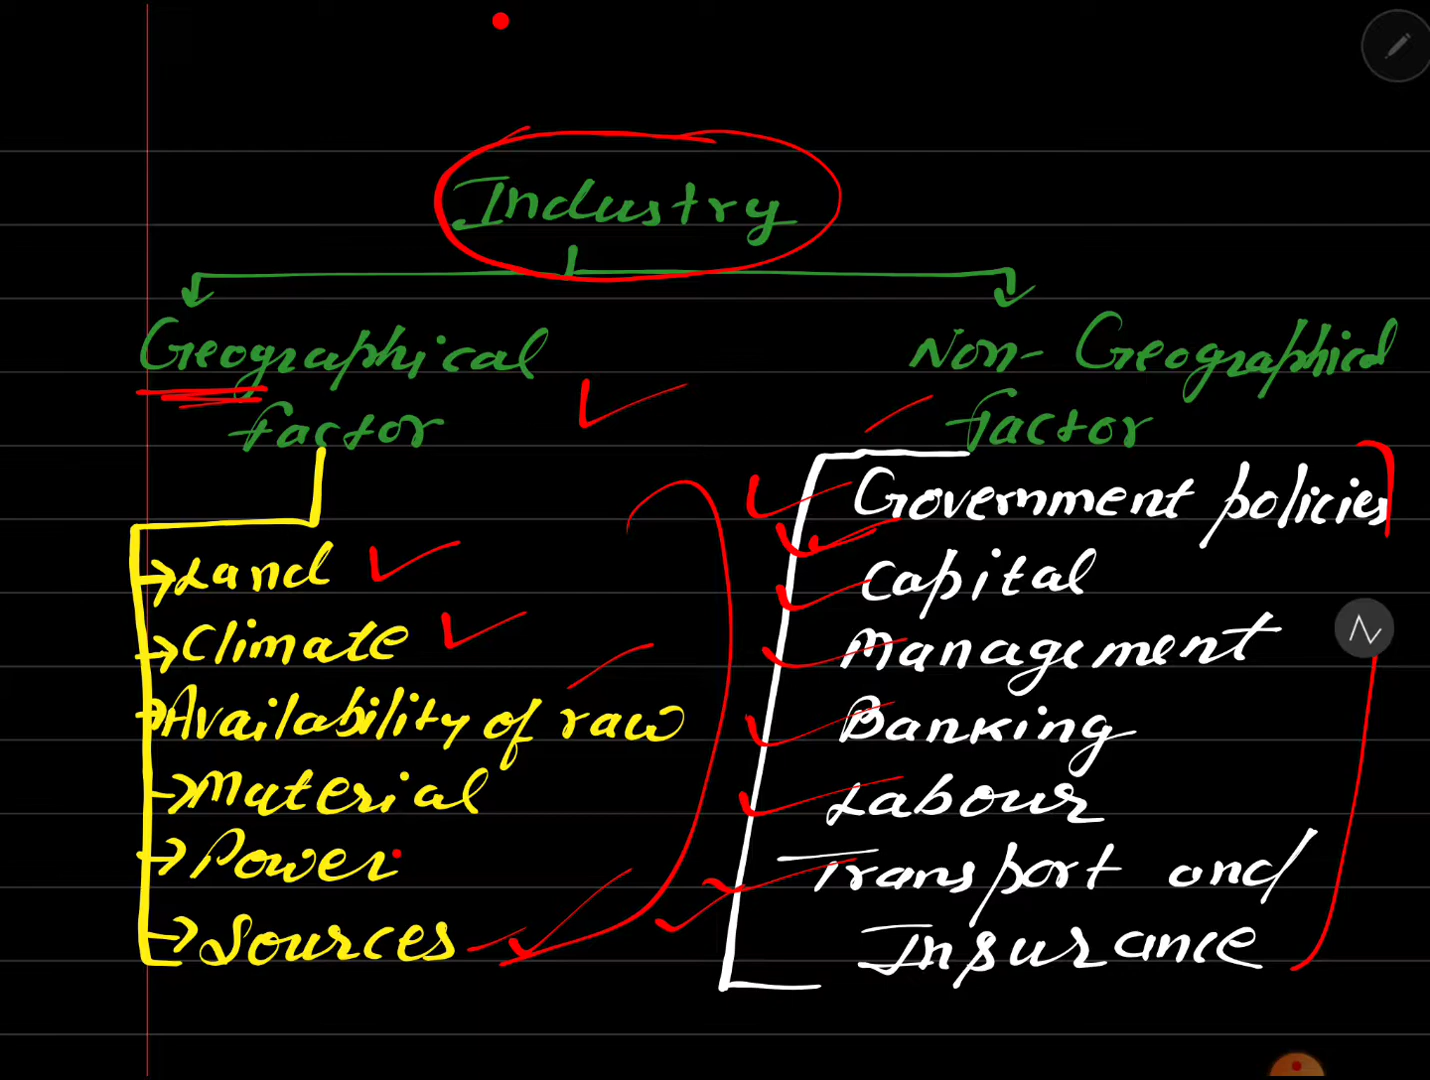 Industry
Geographical
factor
Land
Climate
Availability of raw
Material
Power
Sources
Non-Geographical
factor
Government policies
Capital
Management
Banking
Labour
Transport and
Insurance